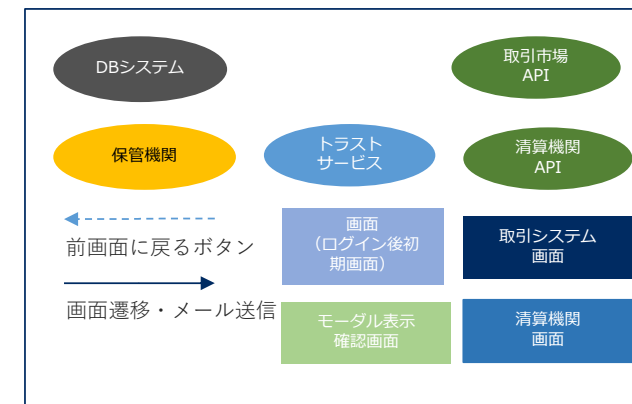 DBシステム
取引市場
API
保管機関
トラスト
サービス
清算機関
API
前画面に戻るボタン
画面
（ログイン後初
期画面）
取引システム
画面
画面遷移・メール送信
モーダル表示
確認画面
清算機関
画面